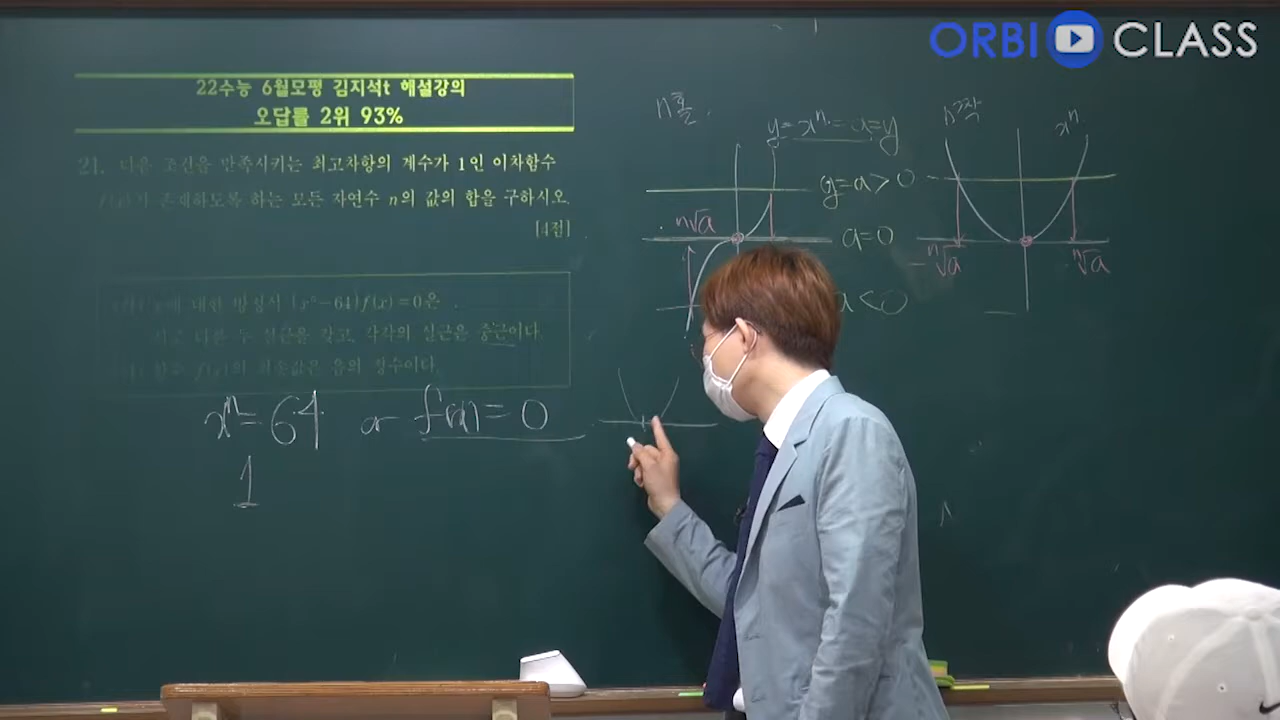 ORBI CLASS
22수능 6월모평 김지석t 해설강의
오답률 2위 93%
21. 다음 조건을 만족시키는 최고차항의 계수가 1인 이차함수
f(x)가 존재하도록 하는 모든 자연수 n의 값의 합을 구하시오.
[4점]
x에 대한 방정식 (xⁿ-64)f(x)=0은
서로 다른 두 실근을 갖고, 각각의 실근은 중근이다.
함수 f(x)의 최솟값은 음의 정수이다.
xⁿ=64 or f(x)=0
1
n홀
y=xⁿ=a=y
y=a>0
a=0
a<0
ⁿ√a
n짝
xⁿ
-ⁿ√a
ⁿ√a